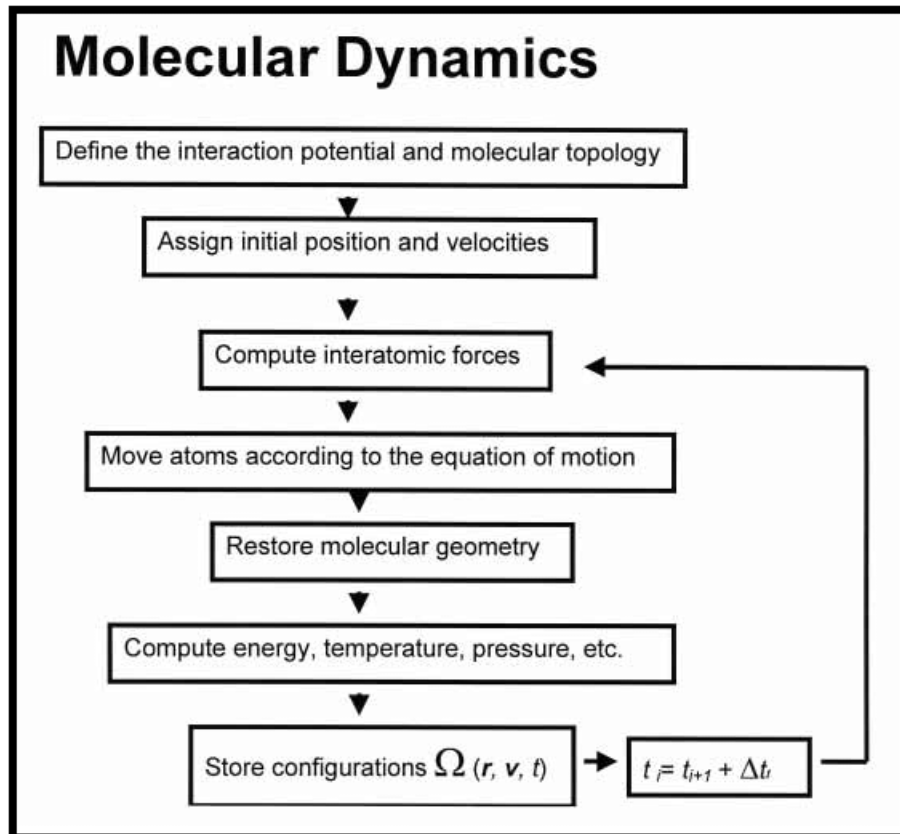 Molecular Dynamics
Define the interaction potential and molecular topology
Assign initial position and velocities
Compute interatomic forces
Move atoms according to the equation of motion
Restore molecular geometry
Compute energy, temperature, pressure, etc.
Store configurations Ω (r, v, t)
t i= ti+1 + Δtt